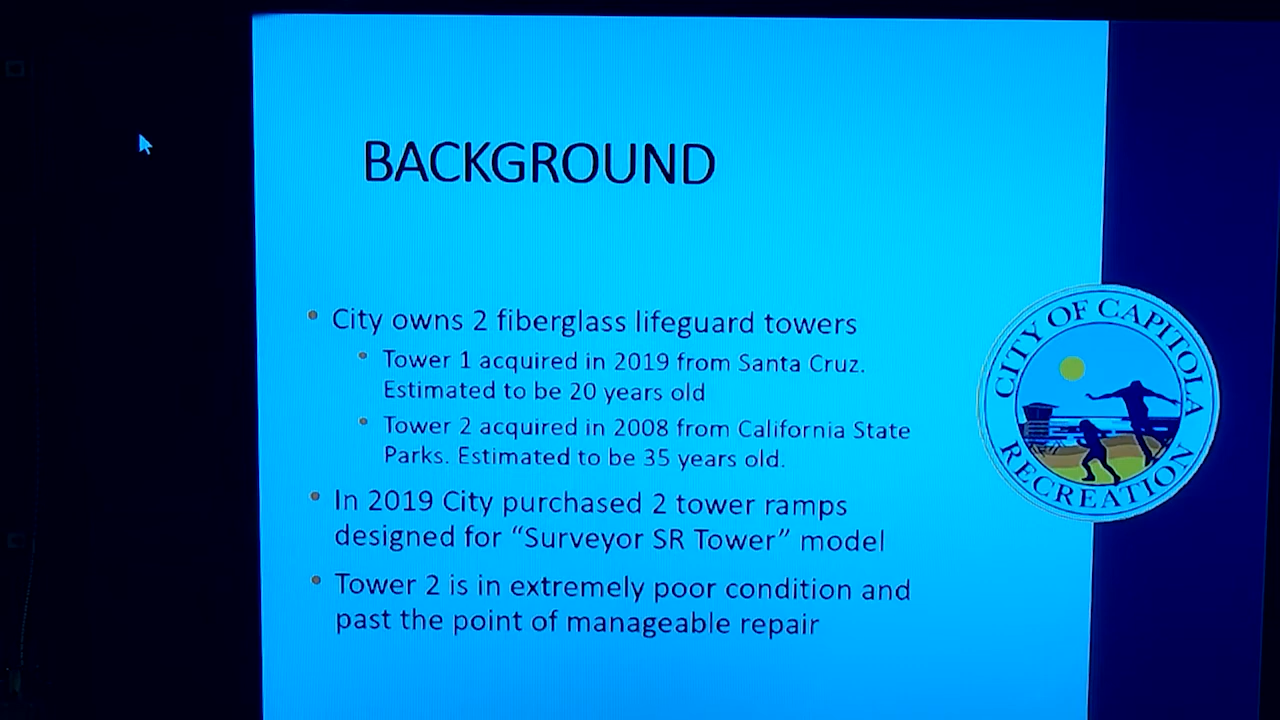 BACKGROUND
City owns 2 fiberglass lifeguard towers
Tower 1 acquired in 2019 from Santa Cruz.
Estimated to be 20 years old
Tower 2 acquired in 2008 from California State
Parks. Estimated to be 35 years old.
In 2019 City purchased 2 tower ramps
designed for “Surveyor SR Tower” model
Tower 2 is in extremely poor condition and
past the point of manageable repair
CITY OF CAPITOLA
RECREATION